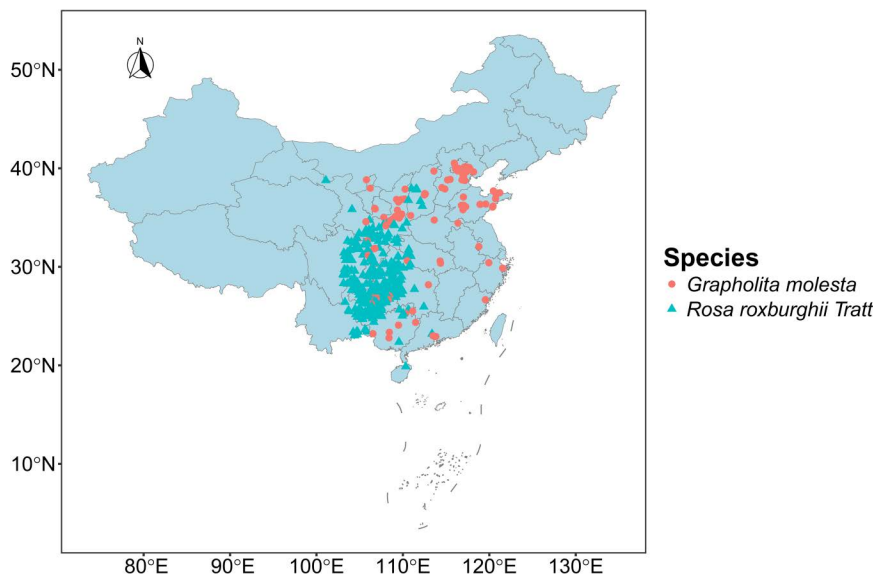 N
50°N
40°N
30°N
20°N
10°N
80°E
90°E
100°E
110°E
120°E
130°E
Species
Grapholita molesta
Rosa roxburghii Tratt